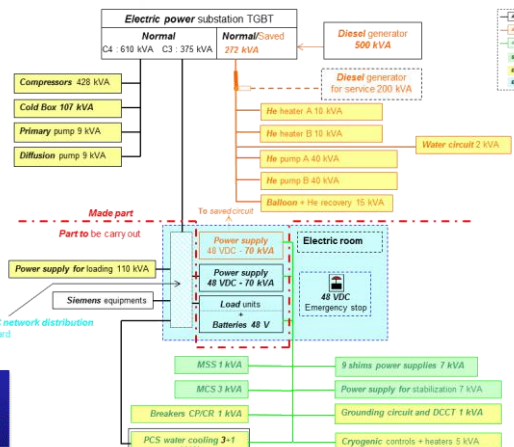 Electric power substation TGBT
Normal
C4 : 610 kVA C3 : 375 kVA
Normal/Saved
272 kVA
Diesel generator
500 kVA
Diesel generator
for service 200 kVA
Compressors 428 kVA
Cold Box 107 kVA
Primary pump 9 kVA
Diffusion pump 9 kVA
He heater A 10 kVA
He heater B 10 kVA
Water circuit 2 kVA
He pump A 40 kVA
He pump B 40 kVA
Balloon + He recovery 15 kVA
Made part
To saved circuit
Part to be carry out
Power supply
48 VDC - 70 kVA
Electric room
Power supply for loading 110 kVA
Power supply
48 VDC - 70 kVA
48 VDC
Emergency stop
Siemens equipments
Load units
+
Batteries 48 V
network distribution
MSS 1 kVA
9 shims power supplies 7 kVA
MCS 3 kVA
Power supply for stabilization 7 kVA
Breakers CP/CR 1 kVA
Grounding circuit and DCCT 1 kVA
PCS water cooling 3+1
Cryogenic controls + heaters 5 kVA